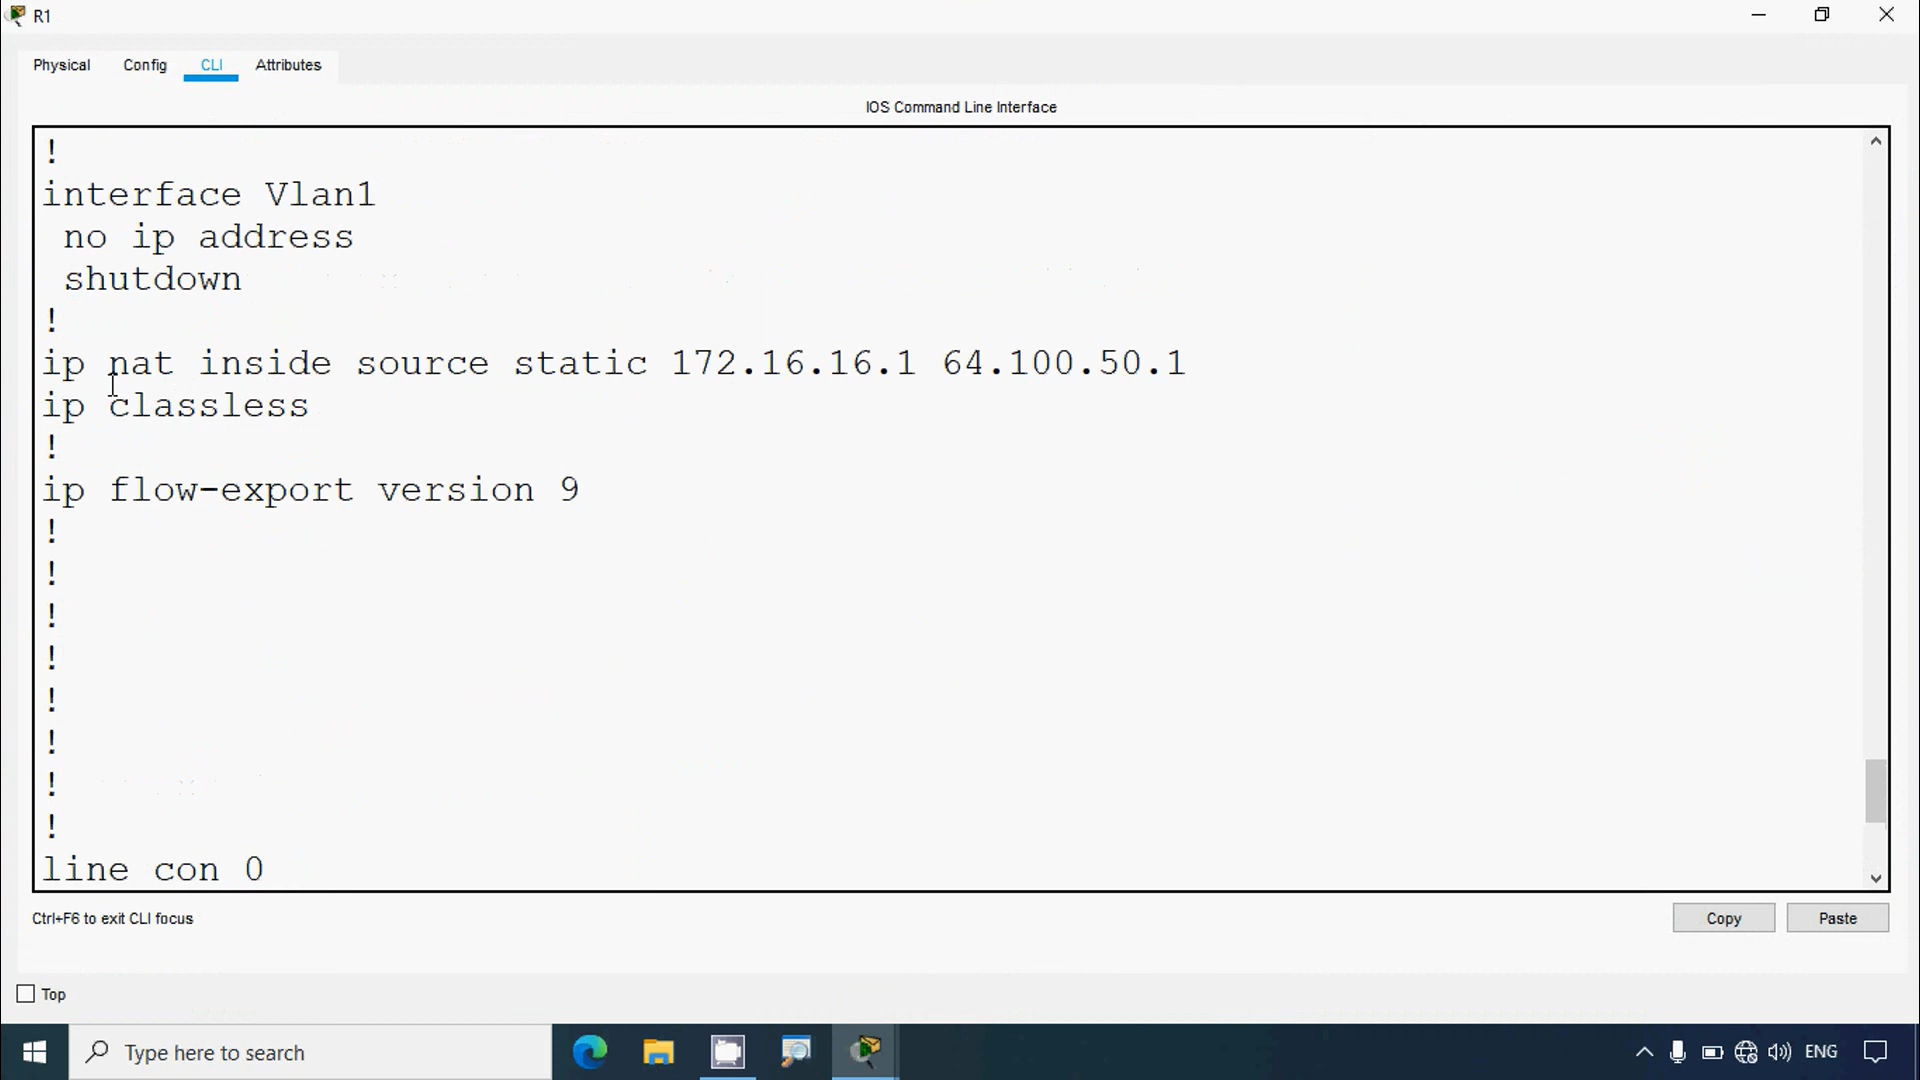 R1
Physical Config CLI Attributes
IOS Command Line Interface
!
interface Vlan1
 no ip address
 shutdown
!
ip nat inside source static 172.16.16.1 64.100.50.1
ip classless
!
ip flow-export version 9
!
!
!
!
!
!
!
!
line con 0
Ctrl+F6 to exit CLI focus
Copy Paste
Top
Type here to search
ENG